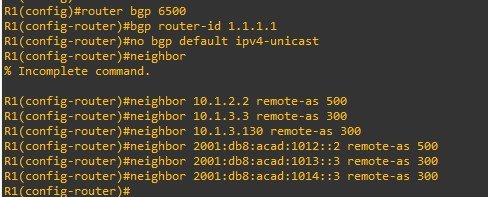 R1(config)#router bgp 6500
R1(config-router)#bgp router-id 1.1.1.1
R1(config-router)#no bgp default ipv4-unicast
R1(config-router)#neighbor
% Incomplete command.
R1(config-router)#neighbor 10.1.2.2 remote-as 500
R1(config-router)#neighbor 10.1.3.3 remote-as 300
R1(config-router)#neighbor 10.1.3.130 remote-as 300
R1(config-router)#neighbor 2001:db8:acad:1012::2 remote-as 500
R1(config-router)#neighbor 2001:db8:acad:1013::3 remote-as 300
R1(config-router)#neighbor 2001:db8:acad:1014::3 remote-as 300
R1(config-router)#